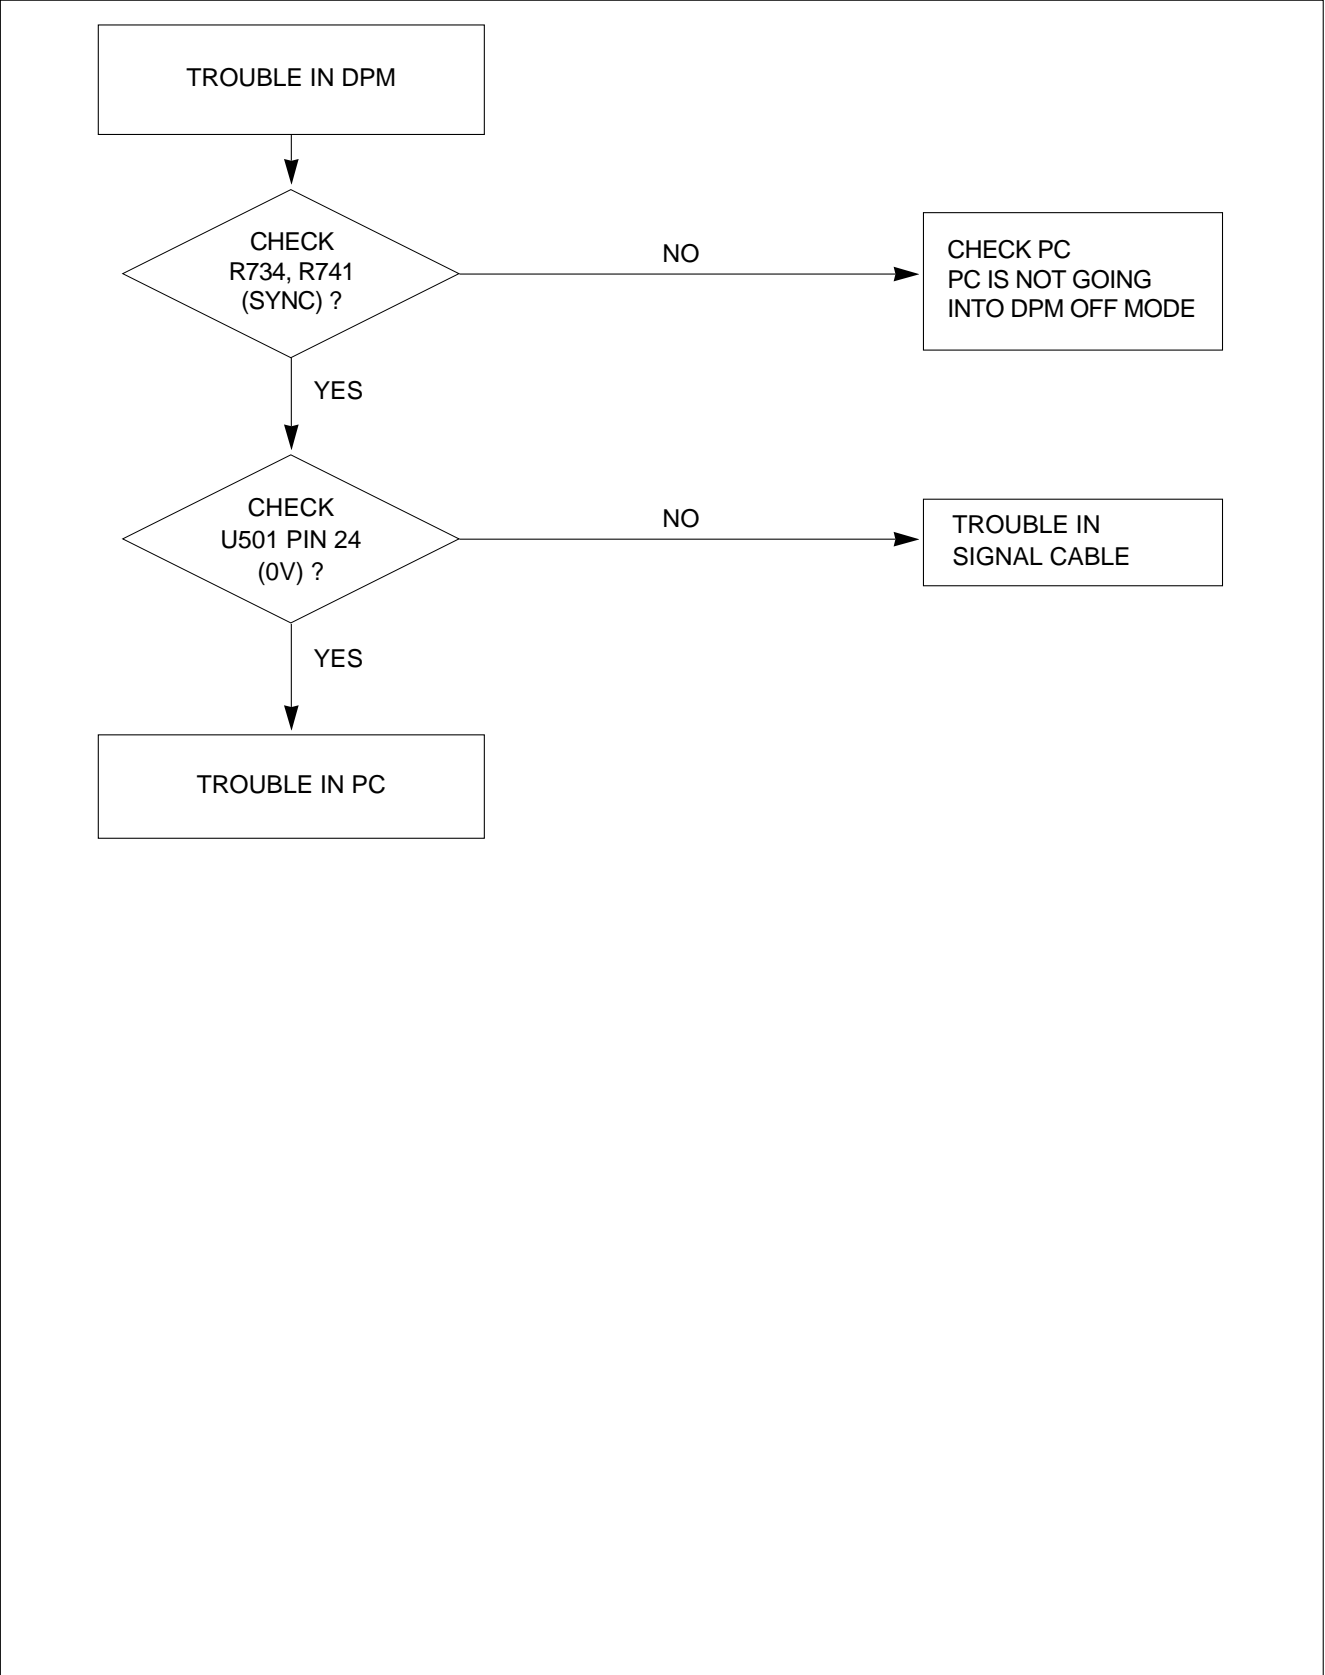 TROUBLE IN DPM
CHECK
R734, R741
(SYNC) ?
NO
CHECK PC
PC IS NOT GOING
INTO DPM OFF MODE
YES
CHECK
U501 PIN 24
(0V) ?
NO
TROUBLE IN
SIGNAL CABLE
YES
TROUBLE IN PC